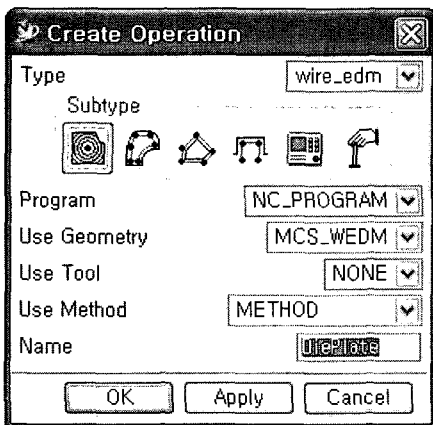 Create Operation
Type wire_edm
Subtype
Program NC_PROGRAM
Use Geometry MCS_WEDM
Use Tool NONE
Use Method METHOD
Name DiePlate
OK Apply Cancel